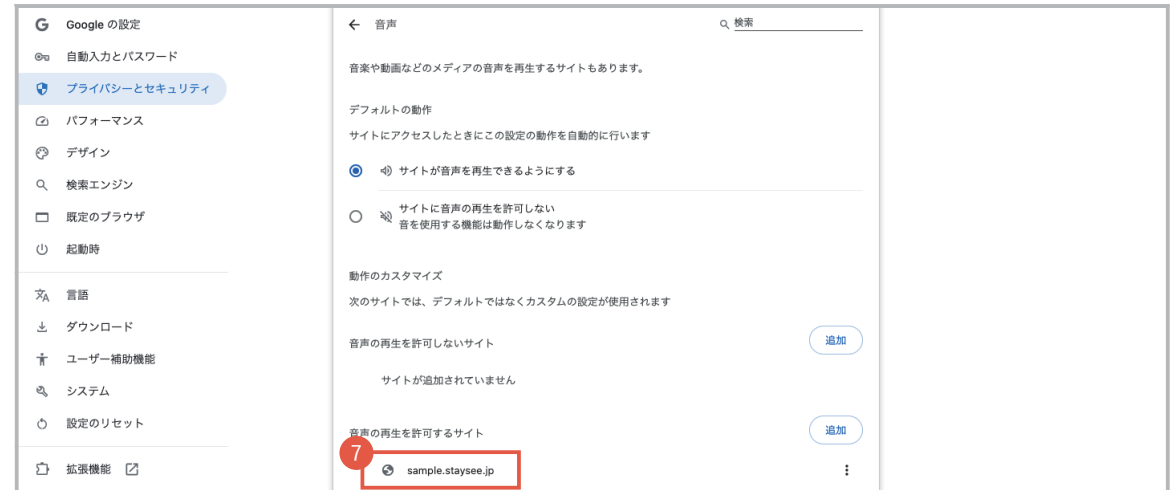 Google の設定
自動入力とパスワード
プライバシーとセキュリティ
パフォーマンス
デザイン
検索エンジン
既定のブラウザ
起動時
言語
ダウンロード
ユーザー補助機能
システム
設定のリセット
拡張機能
音声
検索
音楽や動画などのメディアの音声を再生するサイトもあります。
デフォルトの動作
サイトにアクセスしたときにこの設定の動作を自動的に行います
サイトが音声を再生できるようにする
サイトに音声の再生を許可しない
音を使用する機能は動作しなくなります
動作のカスタマイズ
次のサイトでは、デフォルトではなくカスタムの設定が使用されます
音声の再生を許可しないサイト
追加
サイトが追加されていません
音声の再生を許可するサイト
追加
7
sample.staysee.jp